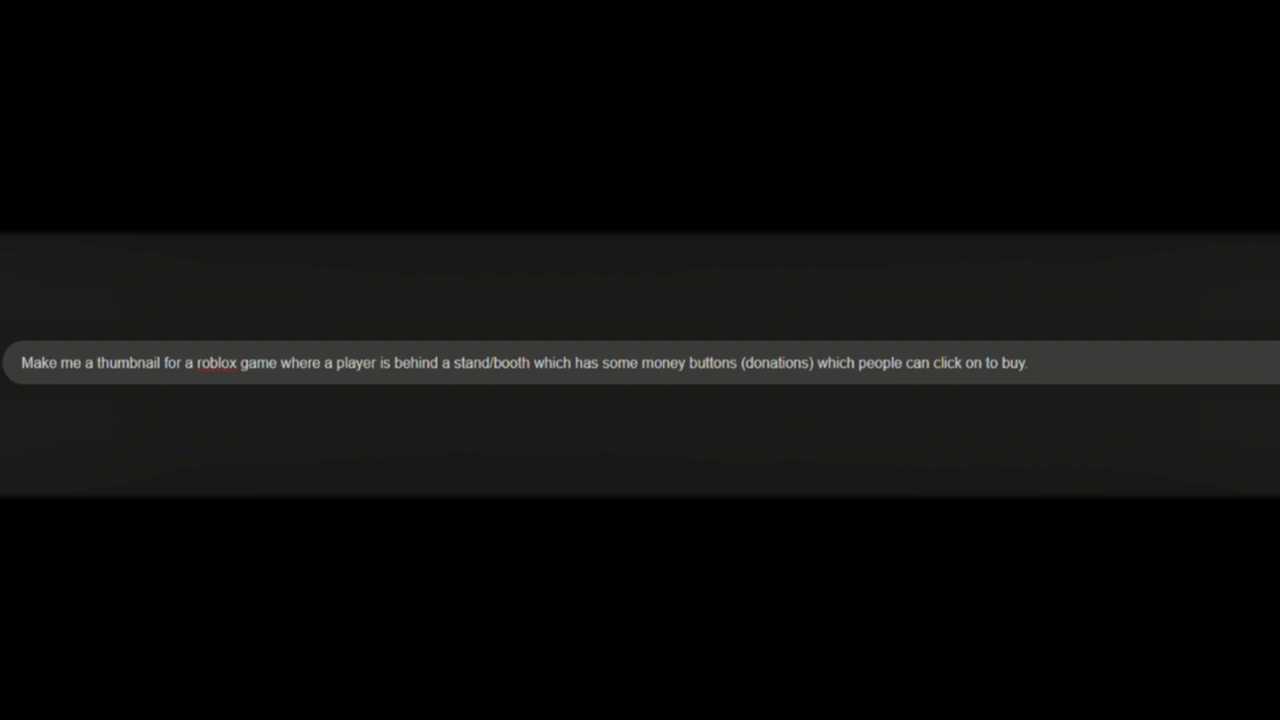 Make me a thumbnail for a roblox game where a player is behind a stand/booth which has some money buttons (donations) which people can click on to buy.